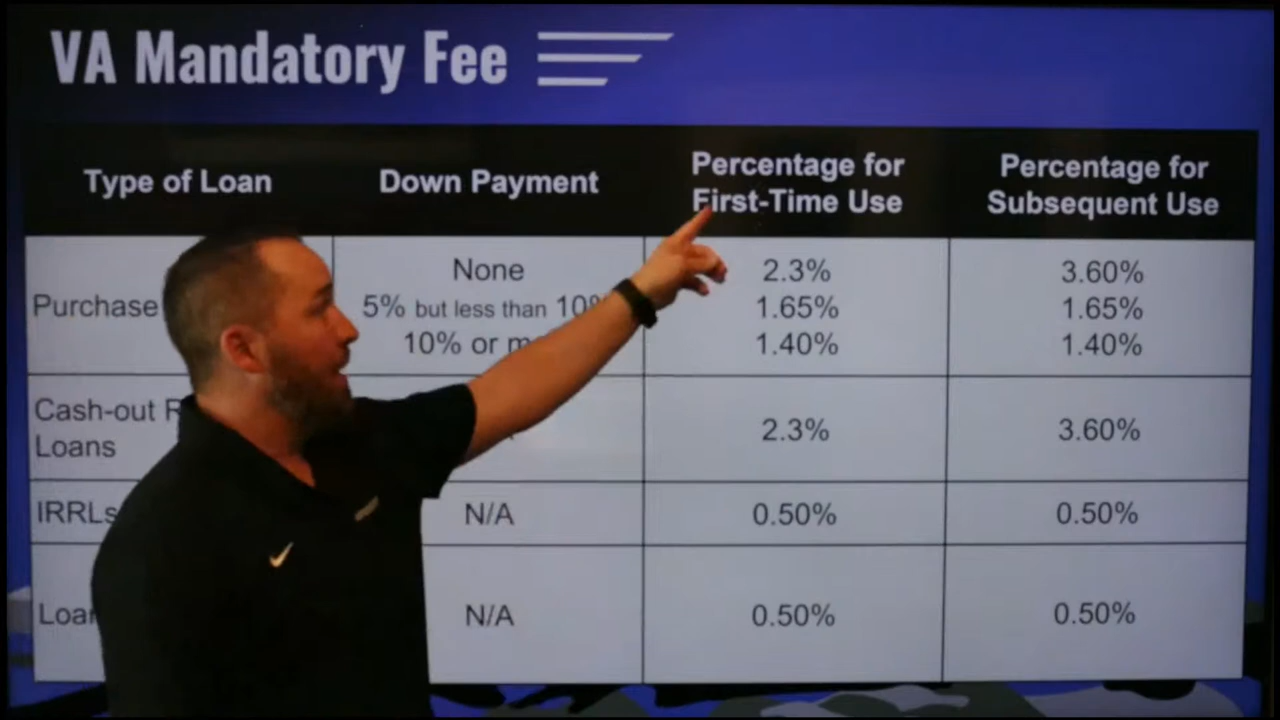 VA Mandatory Fee
Type of Loan
Down Payment
Percentage for
First-Time Use
Percentage for
Subsequent Use
Purchase
None
5% but less than
10% or
2.3%
1.65%
1.40%
3.60%
1.65%
1.40%
Cash-out
Loans
2.3%
3.60%
IRRLs
N/A
0.50%
0.50%
N/A
0.50%
0.50%